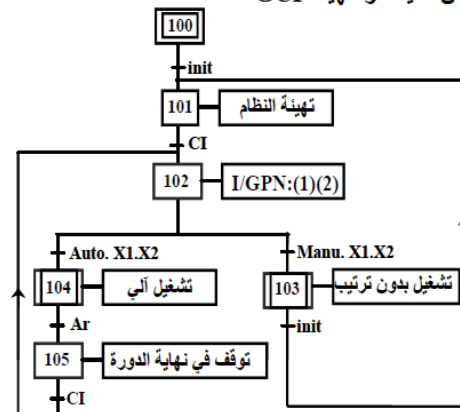 100
init
101 تهيئة النظام
CI
102 I/GPN:(1)(2)
Auto. X1.X2 Manu. X1.X2
104 تشغيل آلي 103 تشغيل بدون ترتيب
Ar init
105 توقف في نهاية الدورة
CI